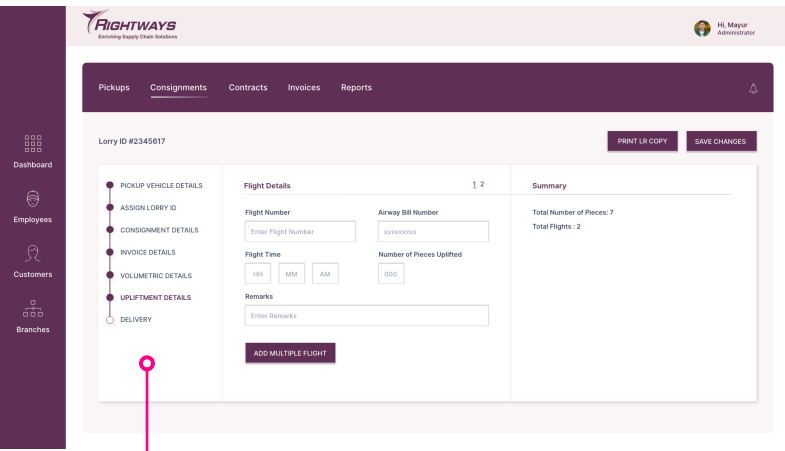 RIGHTWAYS
Enriching Supply Chain Solutions
Hi, Mayur
Administrator
Pickups Consignments Contracts Invoices Reports
Lorry ID #2345617
PRINT LR COPY SAVE CHANGES
Dashboard
Employees
Customers
Branches
PICKUP VEHICLE DETAILS
ASSIGN LORRY ID
CONSIGNMENT DETAILS
INVOICE DETAILS
VOLUMETRIC DETAILS
UPLIFTMENT DETAILS
DELIVERY
Flight Details 1 2
Flight Number Airway Bill Number
Enter Flight Number xxxxxxxxx
Flight Time Number of Pieces Uplifted
HH MM AM 000
Remarks
Enter Remarks
ADD MULTIPLE FLIGHT
Summary
Total Number of Pieces: 7
Total Flights : 2